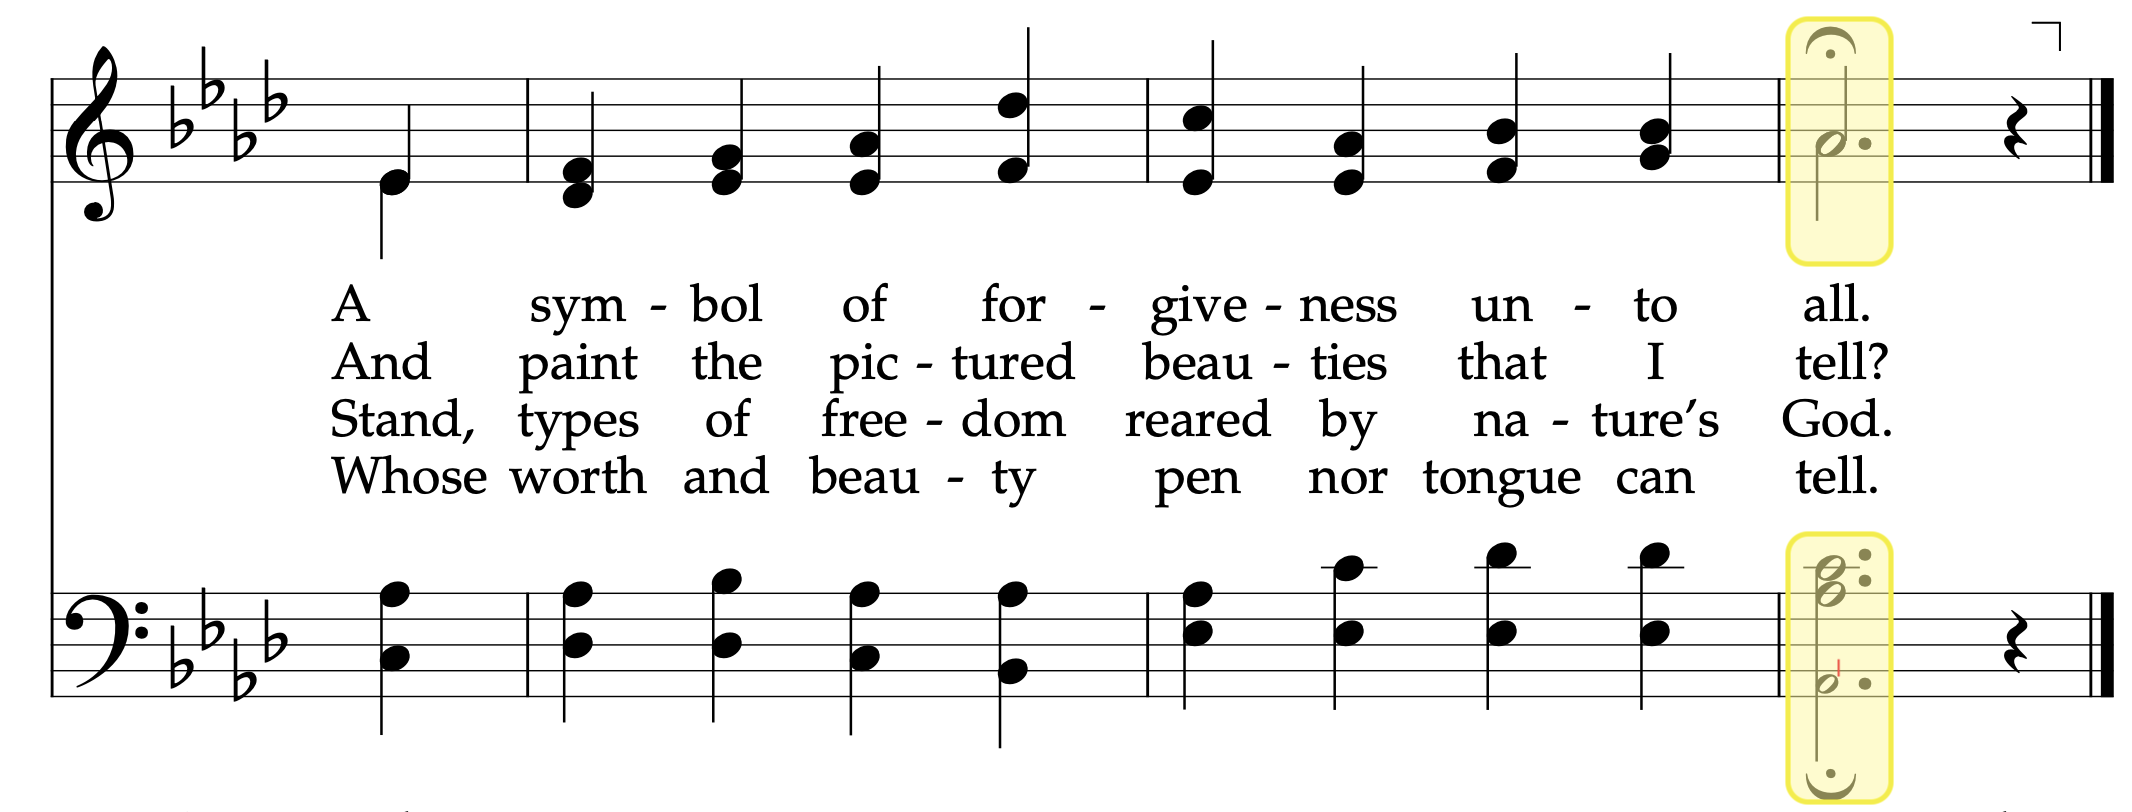 A sym - bol of for - give - ness un - to all.
And paint the pic - tured beau - ties that I tell?
Stand, types of free - dom reared by na - ture’s God.
Whose worth and beau - ty pen nor tongue can tell.